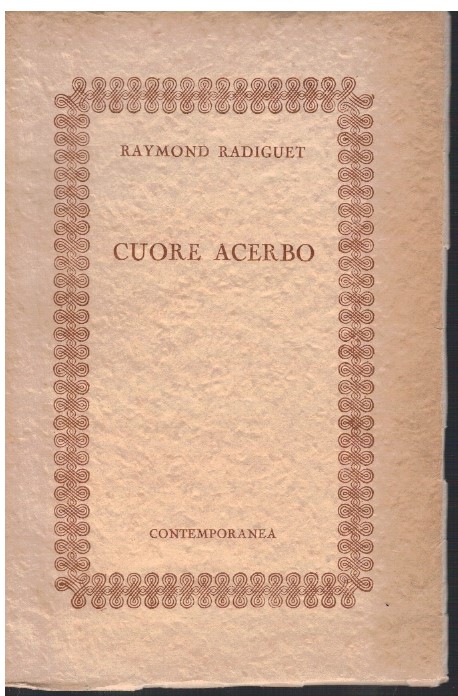 RAYMOND RADIGUET
CUORE ACERBO
CONTEMPORANEA